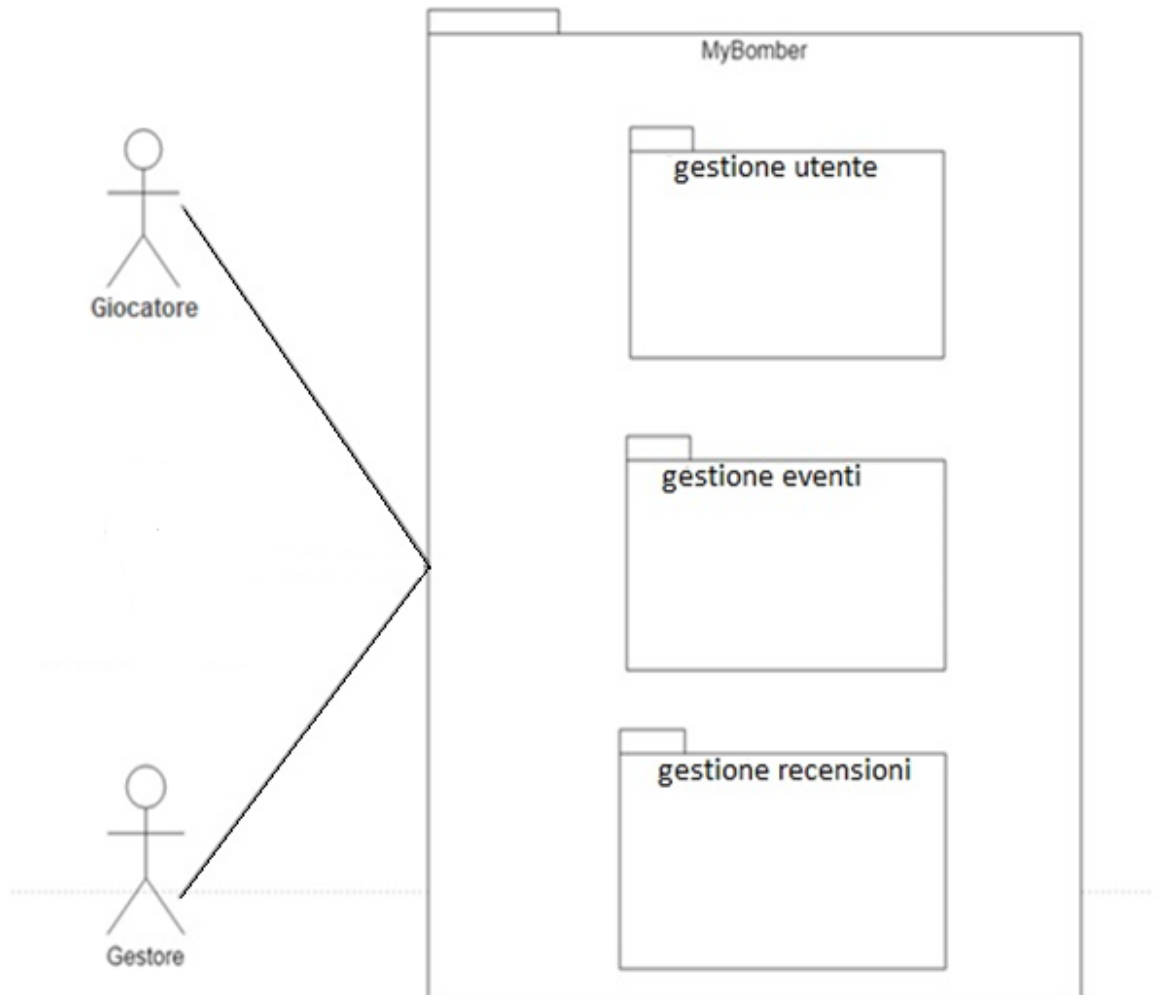 MyBomber
gestione utente
Giocatore
gestione eventi
gestione recensioni
Gestore